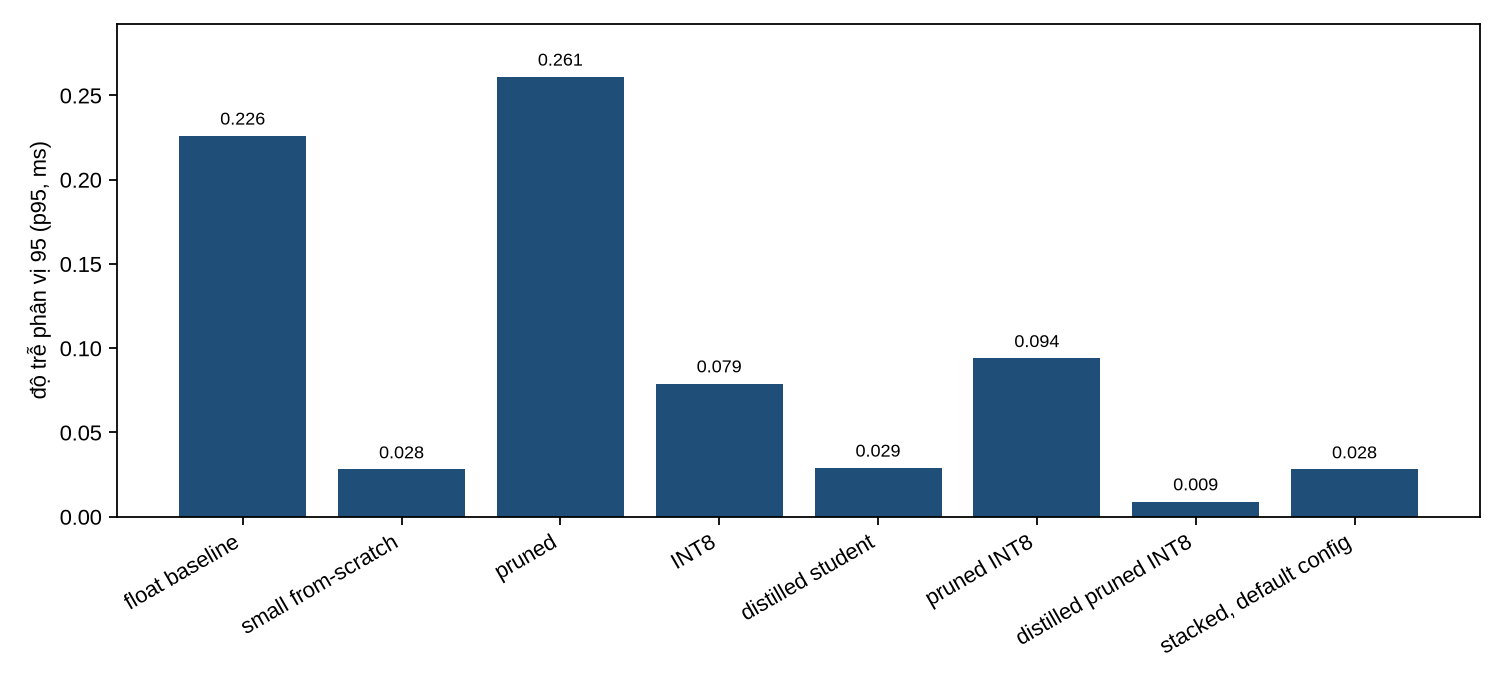 độ trễ phân vị 95 (p95, ms)
0.25
0.20
0.15
0.10
0.05
0.00
0.226
0.028
0.261
0.079
0.029
0.094
0.009
0.028
float baseline
small from-scratch
pruned
INT8
distilled student
pruned INT8
distilled pruned INT8
stacked, default config